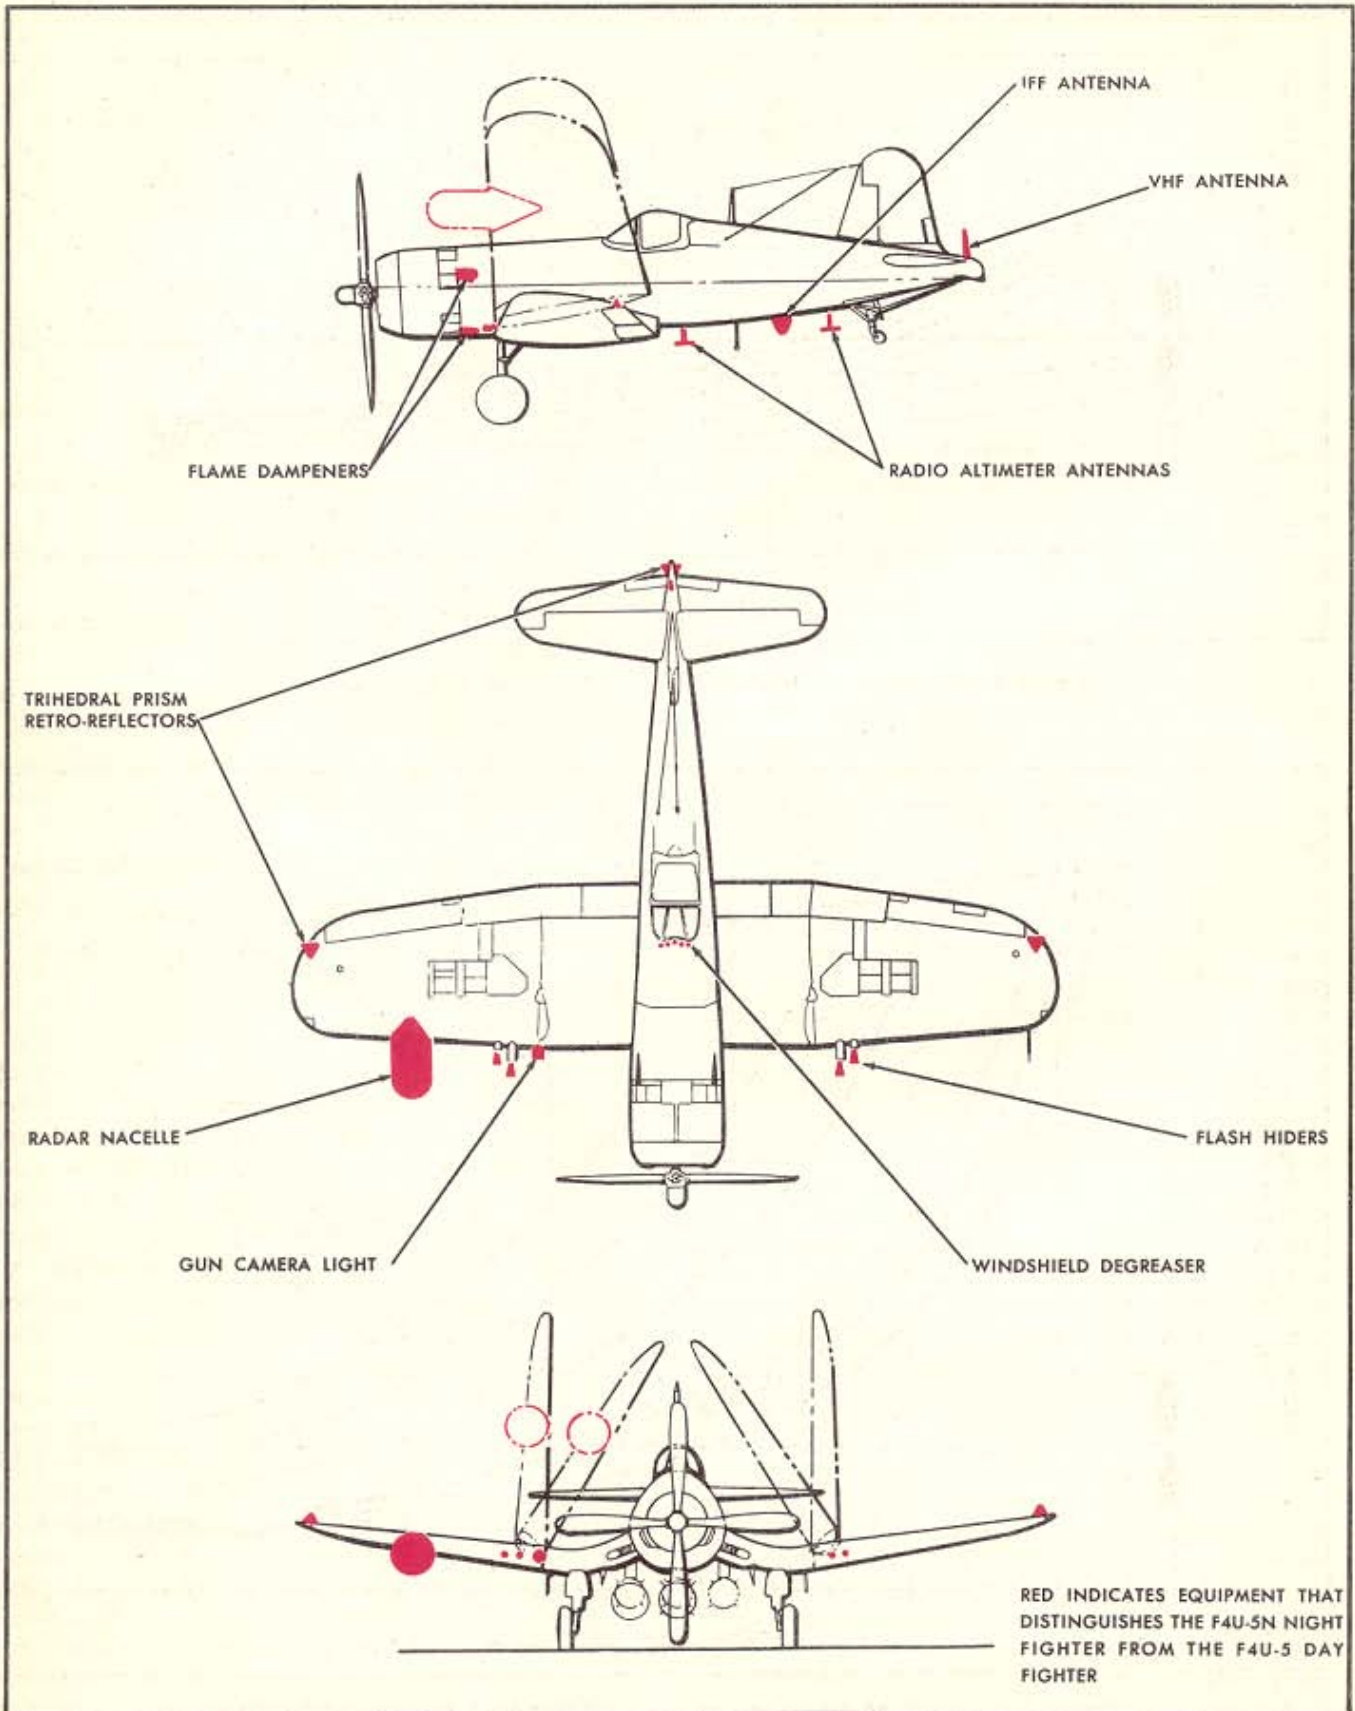 IFF ANTENNA
VHF ANTENNA
FLAME DAMPENERS
RADIO ALTIMETER ANTENNAS
TRIHEDRAL PRISM
RETRO-REFLECTORS
RADAR NACELLE
FLASH HIDERS
GUN CAMERA LIGHT
WINDSHIELD DEGREASER
RED INDICATES EQUIPMENT THAT
DISTINGUISHES THE F4U-5N NIGHT
FIGHTER FROM THE F4U-5 DAY
FIGHTER